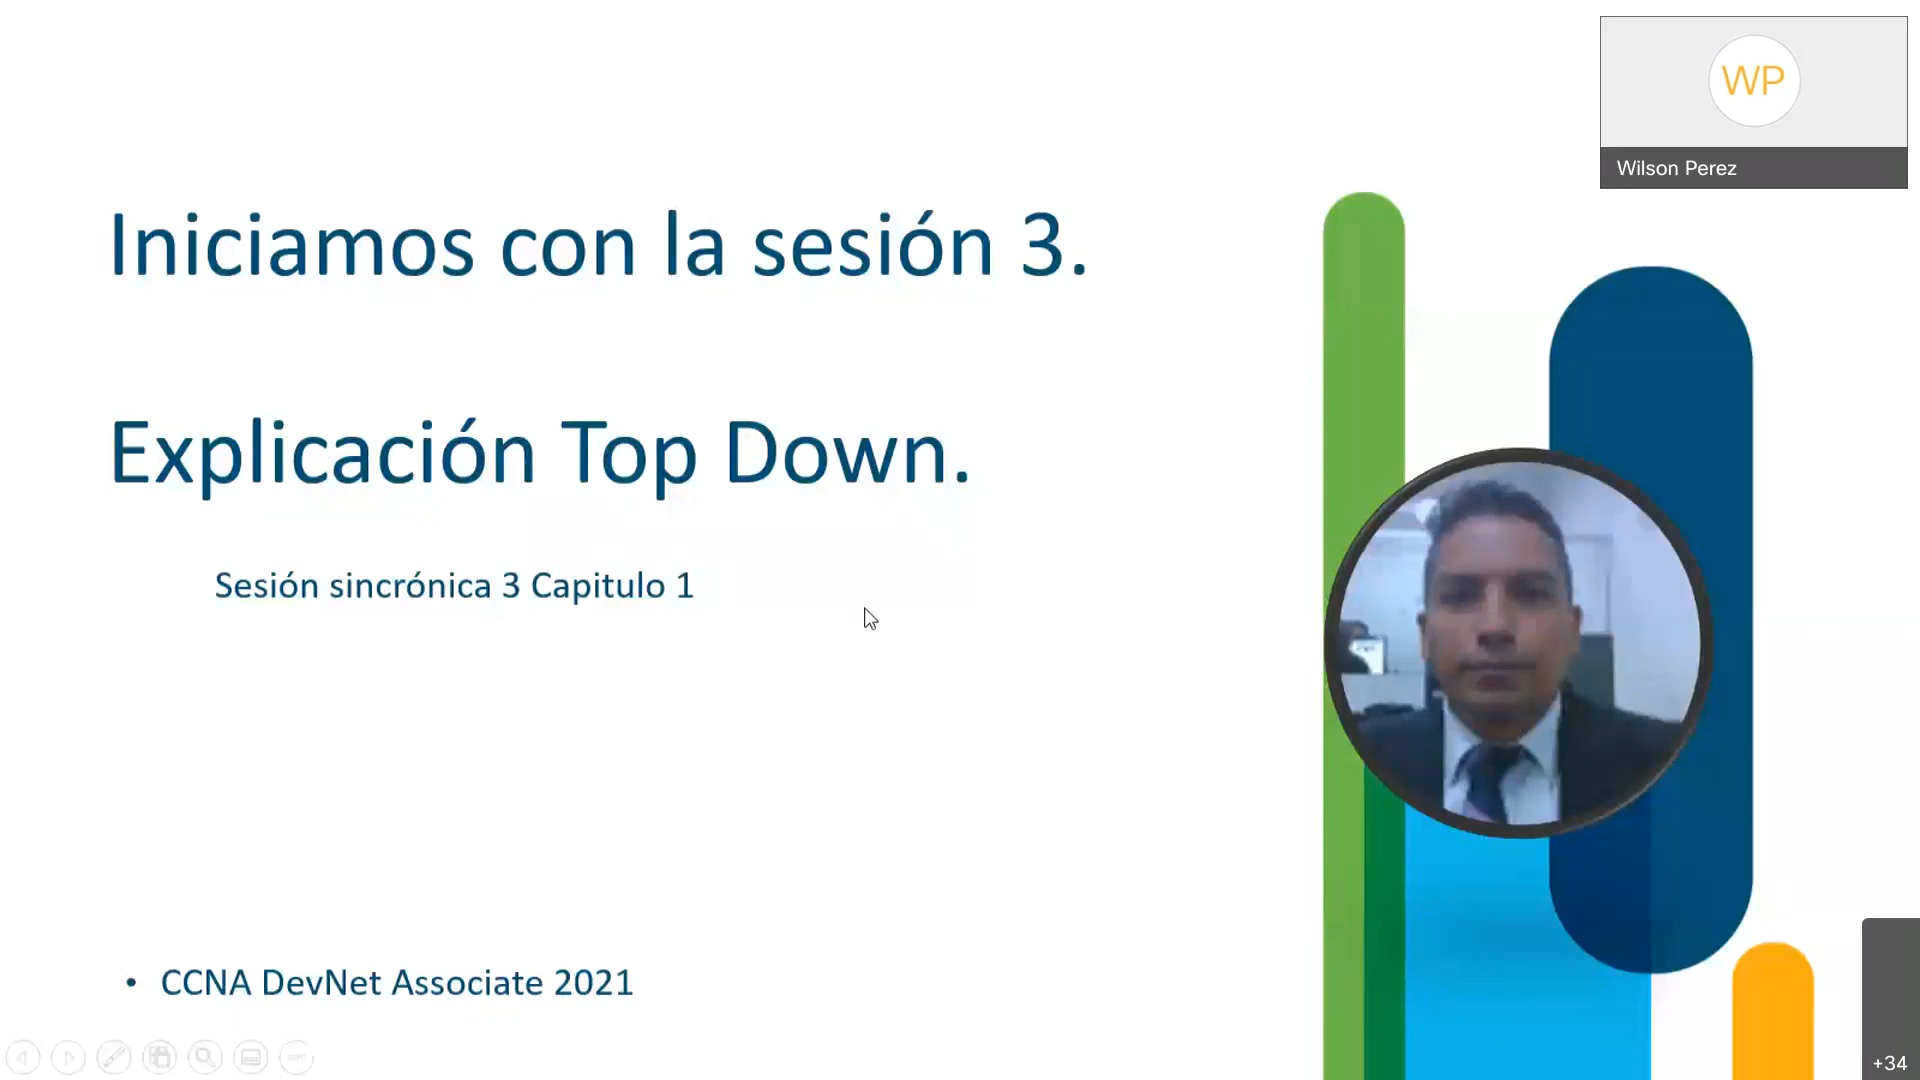 WP
Wilson Perez
Iniciamos con la sesión 3.
Explicación Top Down.
Sesión sincrónica 3 Capitulo 1
• CCNA DevNet Associate 2021
+34